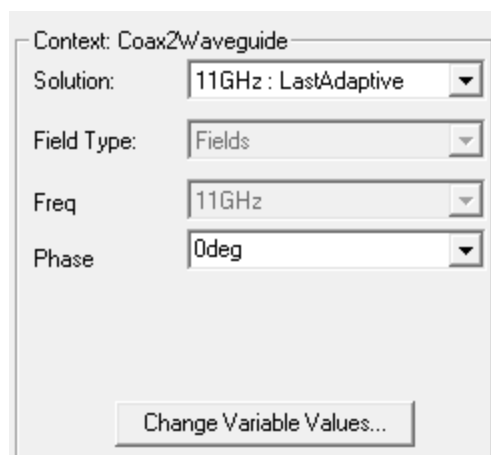 Context: Coax2Waveguide
Solution: 11GHz : LastAdaptive
Field Type: Fields
Freq 11GHz
Phase 0deg
Change Variable Values...